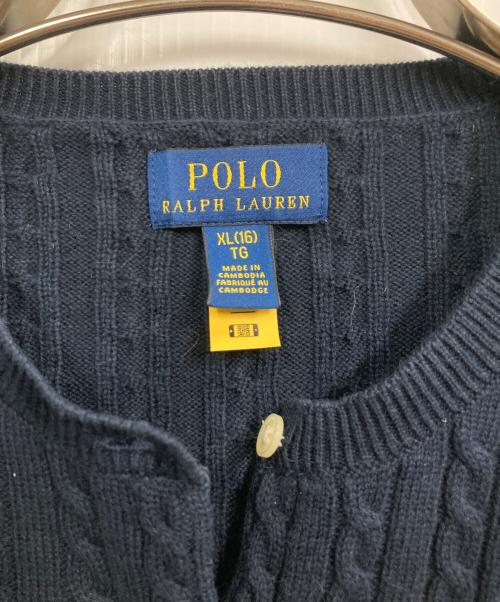 POLO
RALPH LAUREN
XL(16)
TG
MADE IN
CAMBODIA
FABRIQUÉ AU
CAMBODGE